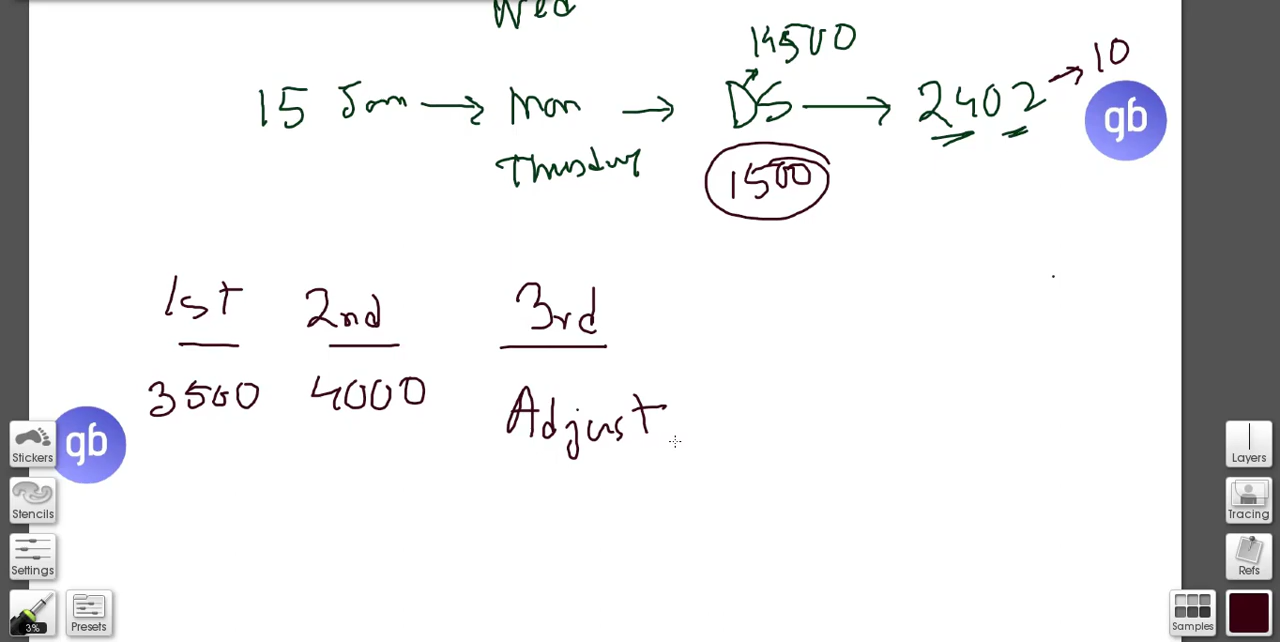 Wed
14500
10
15 Jan → Mon → DS → 2402 →
gb
Thusday
1500
1st 2nd 3rd
3500 4000 Adjust
gb
Stickers
Stencils
Settings
3% Presets
Layers
Tracing
Refs
Samples